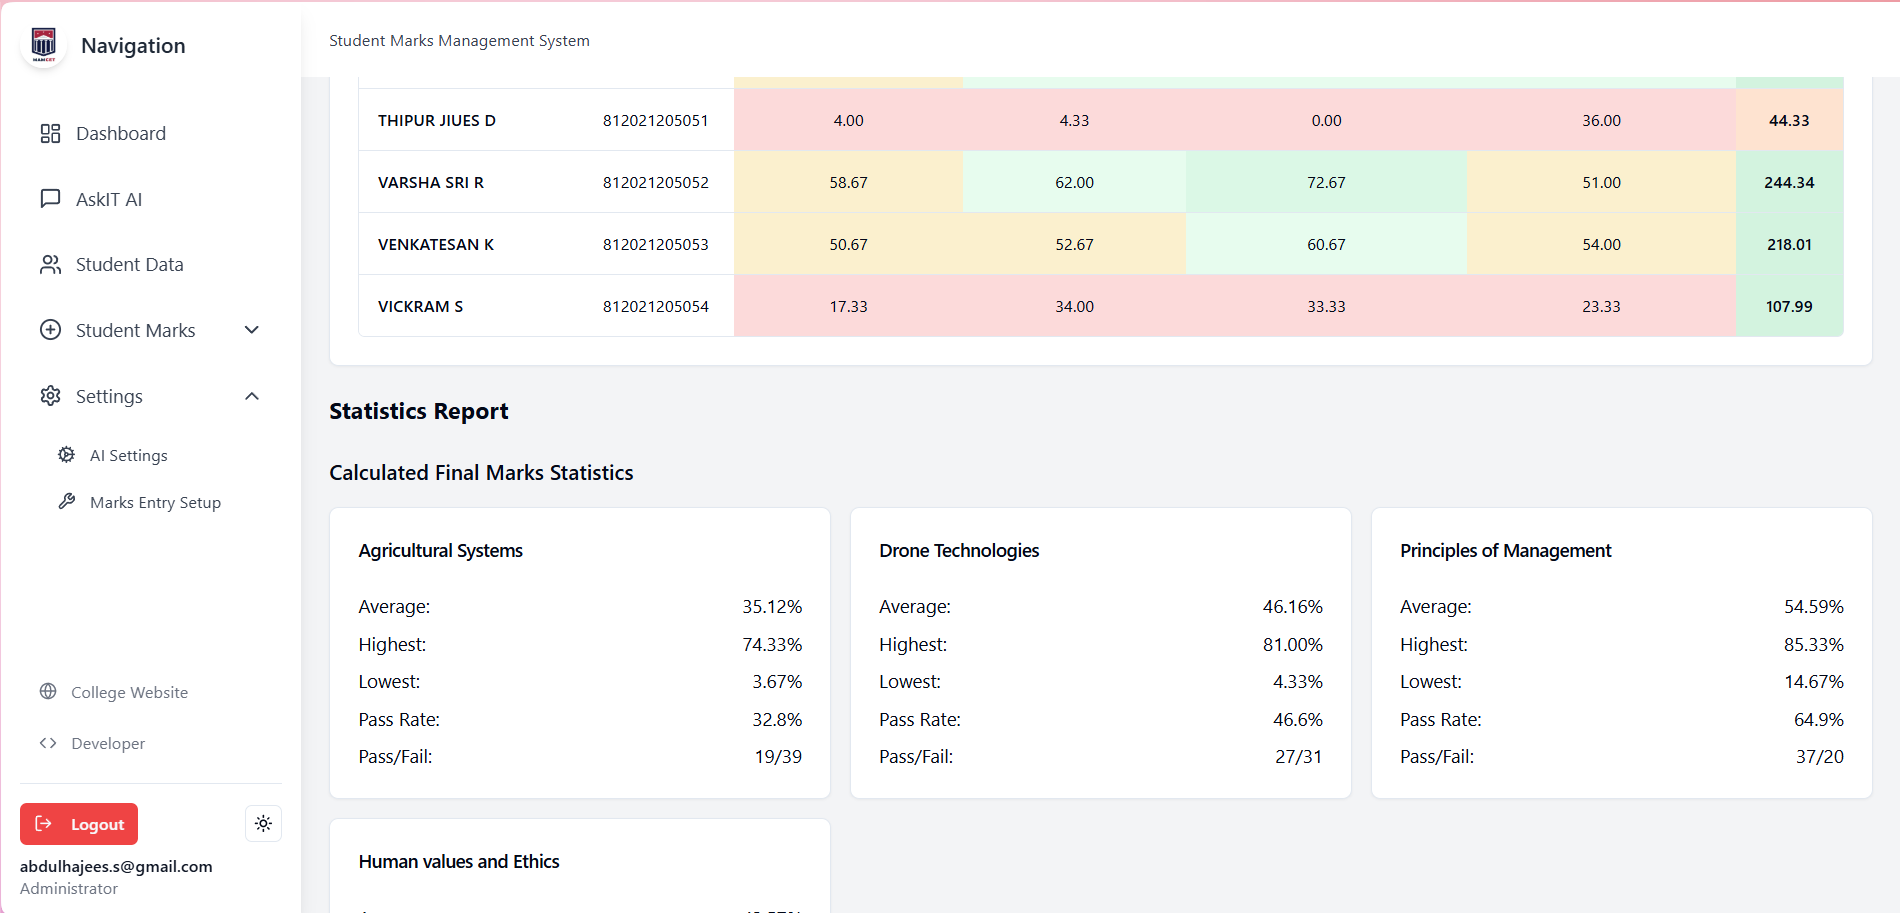 MAMCET
Navigation
Student Marks Management System
Dashboard
AskIT AI
Student Data
Student Marks
Settings
AI Settings
Marks Entry Setup
College Website
Developer
Logout
abdulhajees.s@gmail.com
Administrator
THIPUR JIUES D 812021205051 4.00 4.33 0.00 36.00 44.33
VARSHA SRI R 812021205052 58.67 62.00 72.67 51.00 244.34
VENKATESAN K 812021205053 50.67 52.67 60.67 54.00 218.01
VICKRAM S 812021205054 17.33 34.00 33.33 23.33 107.99
Statistics Report
Calculated Final Marks Statistics
Agricultural Systems
Average: 35.12%
Highest: 74.33%
Lowest: 3.67%
Pass Rate: 32.8%
Pass/Fail: 19/39
Drone Technologies
Average: 46.16%
Highest: 81.00%
Lowest: 4.33%
Pass Rate: 46.6%
Pass/Fail: 27/31
Principles of Management
Average: 54.59%
Highest: 85.33%
Lowest: 14.67%
Pass Rate: 64.9%
Pass/Fail: 37/20
Human values and Ethics